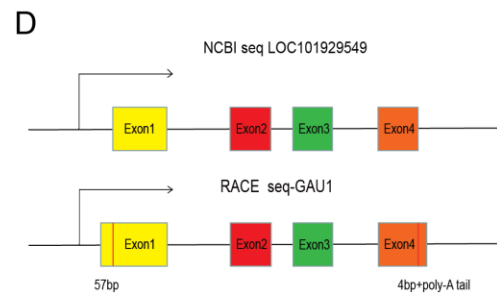 D
NCBI seq LOC101929549
Exon1 Exon2 Exon3 Exon4
RACE seq-GAU1
Exon1 Exon2 Exon3 Exon4
57bp 4bp+poly-A tail